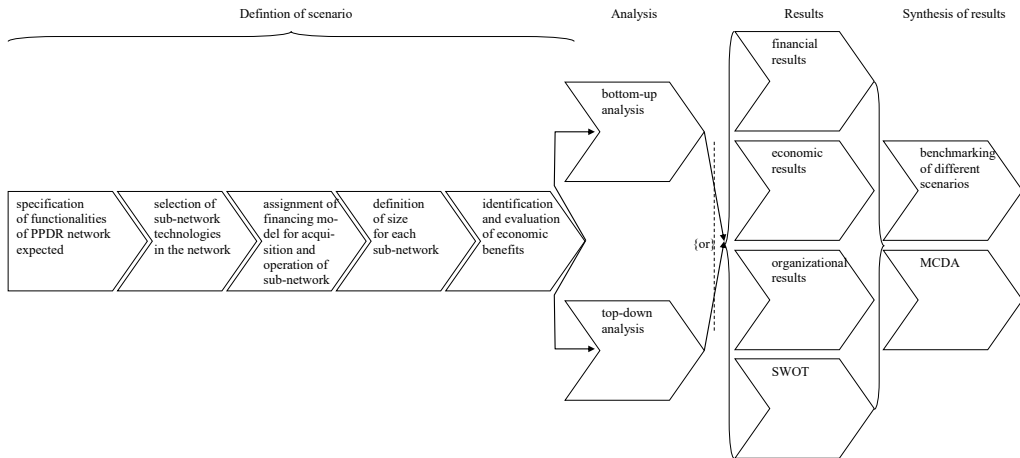 Defintion of scenario
Analysis
Results
Synthesis of results
specification
of functionalities
of PPDR network
expected
selection of
sub-network
technologies
in the network
assignment of
financing mo-
del for acqui-
sition and
operation of
sub-network
definition
of size
for each
sub-network
identification
and evaluation
of economic
benefits
bottom-up
analysis
top-down
analysis
{or}
financial
results
economic
results
organizational
results
SWOT
benchmarking
of different
scenarios
MCDA